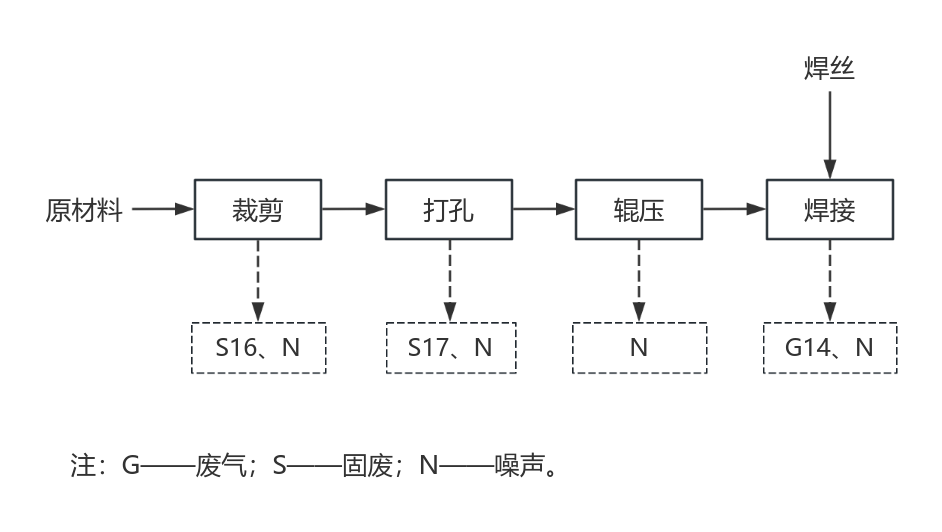 焊丝
原材料
裁剪
打孔
辊压
焊接
S16、N
S17、N
N
G14、N
注：G——废气；S——固废；N——噪声。